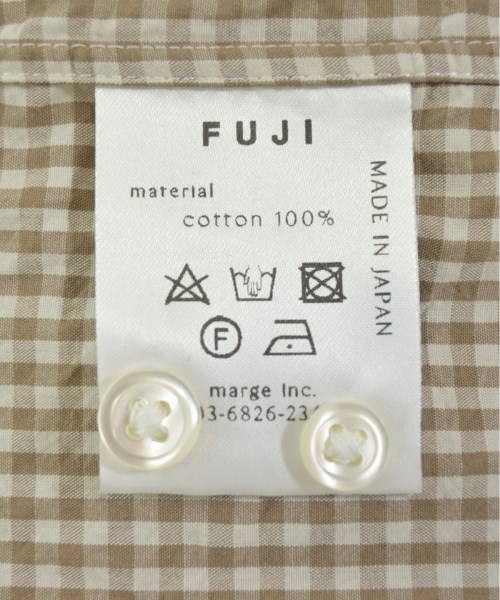 FUJI
material
cotton 100%
MADE IN JAPAN
F
marge Inc.